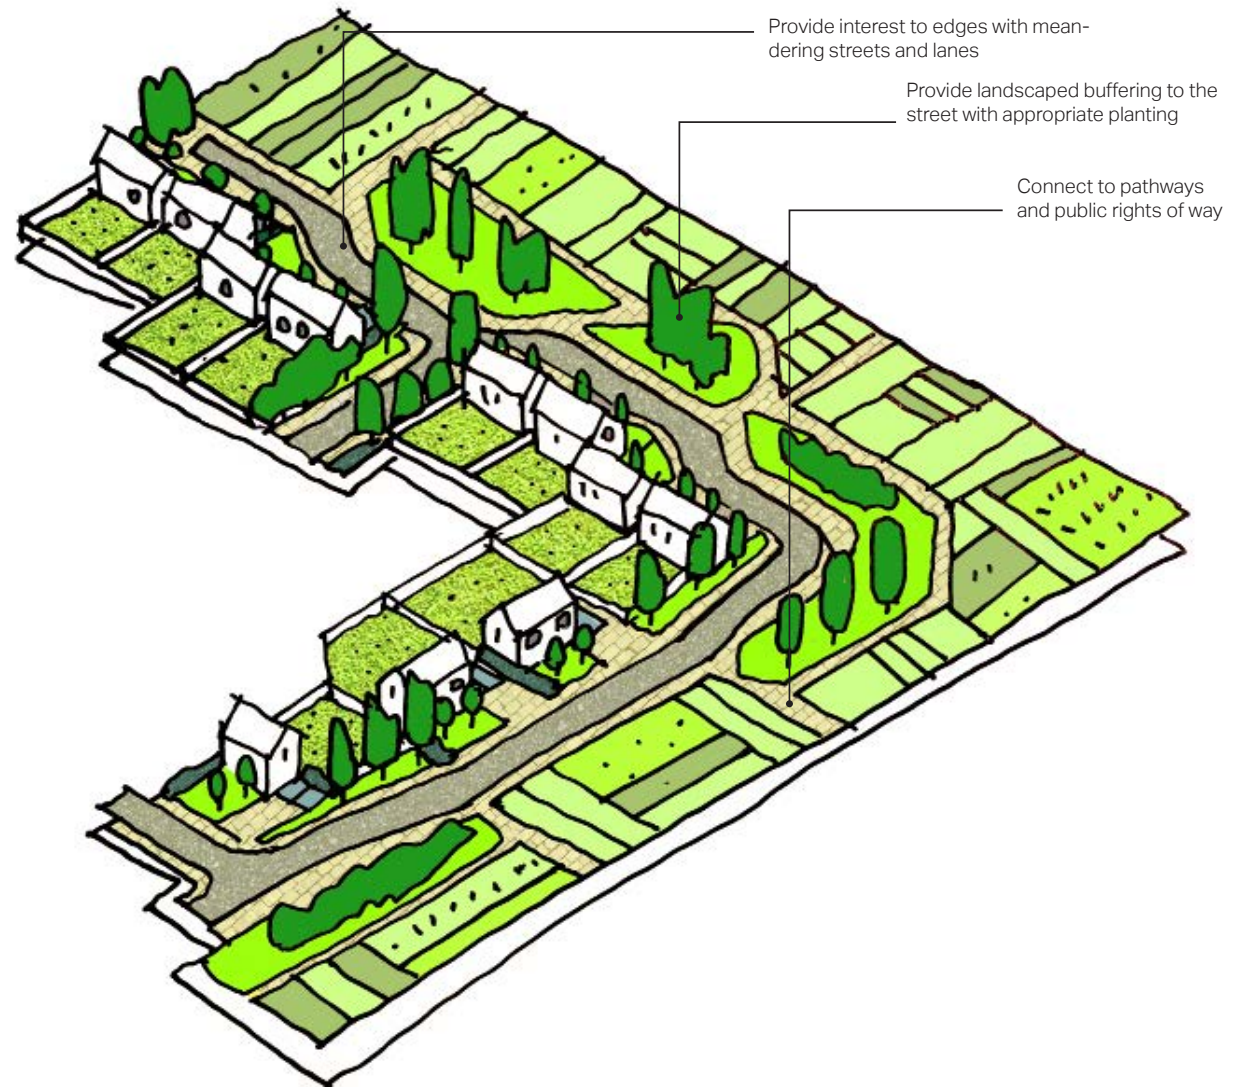 Provide interest to edges with mean-
dering streets and lanes
Provide landscaped buffering to the
street with appropriate planting
Connect to pathways
and public rights of way